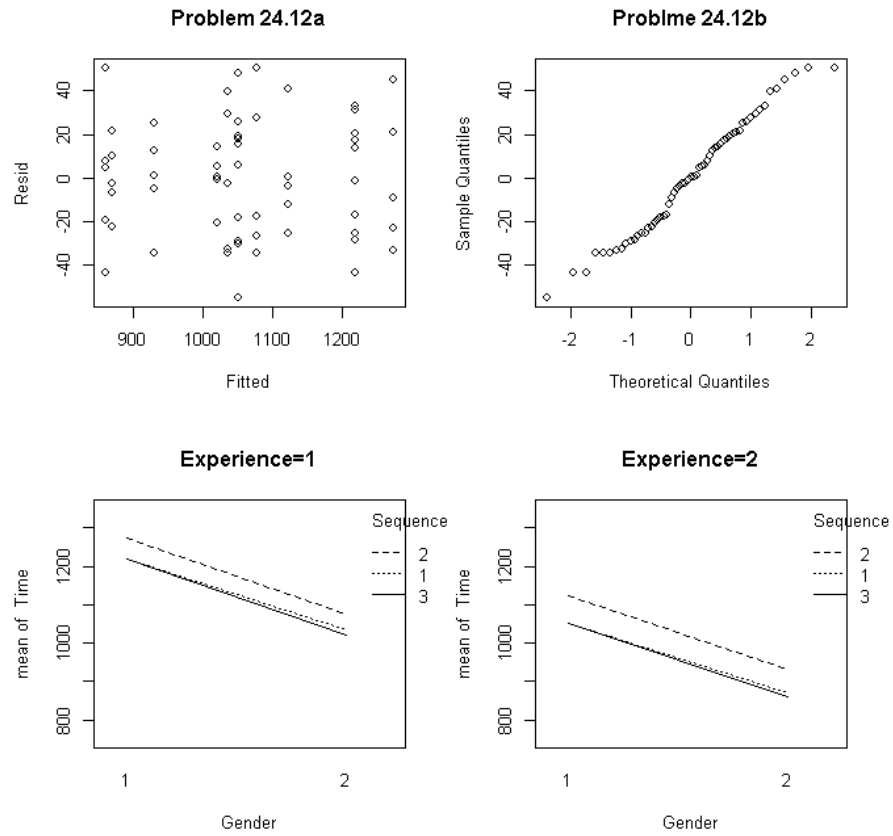 Problem 24.12a
Resid
-40 -20 0 20 40
900 1000 1100 1200
Fitted
Problme 24.12b
Sample Quantiles
-40 -20 0 20 40
-2 -1 0 1 2
Theoretical Quantiles
Experience=1
mean of Time
800 1000 1200
Sequence
2
1
3
1 2
Gender
Experience=2
mean of Time
800 1000 1200
Sequence
2
1
3
1 2
Gender